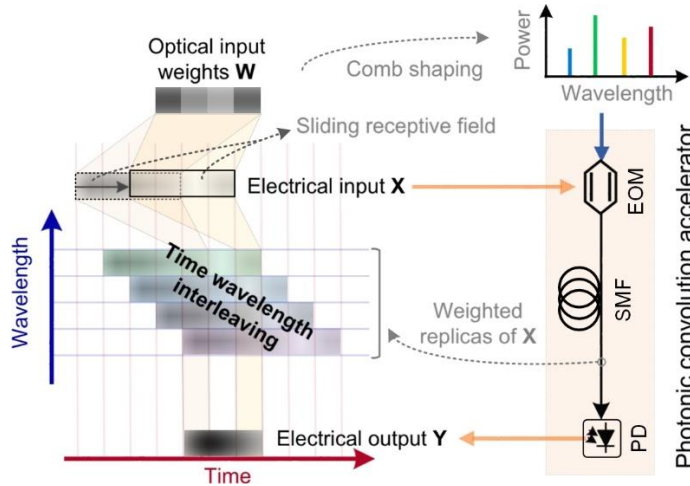 Optical input
weights W
Comb shaping
Power
Wavelength
Sliding receptive field
Electrical input X
EOM
Wavelength
Time wavelength
interleaving
SMF
Weighted
replicas of X
Electrical output Y
PD
Time
Photonic convolution accelerator